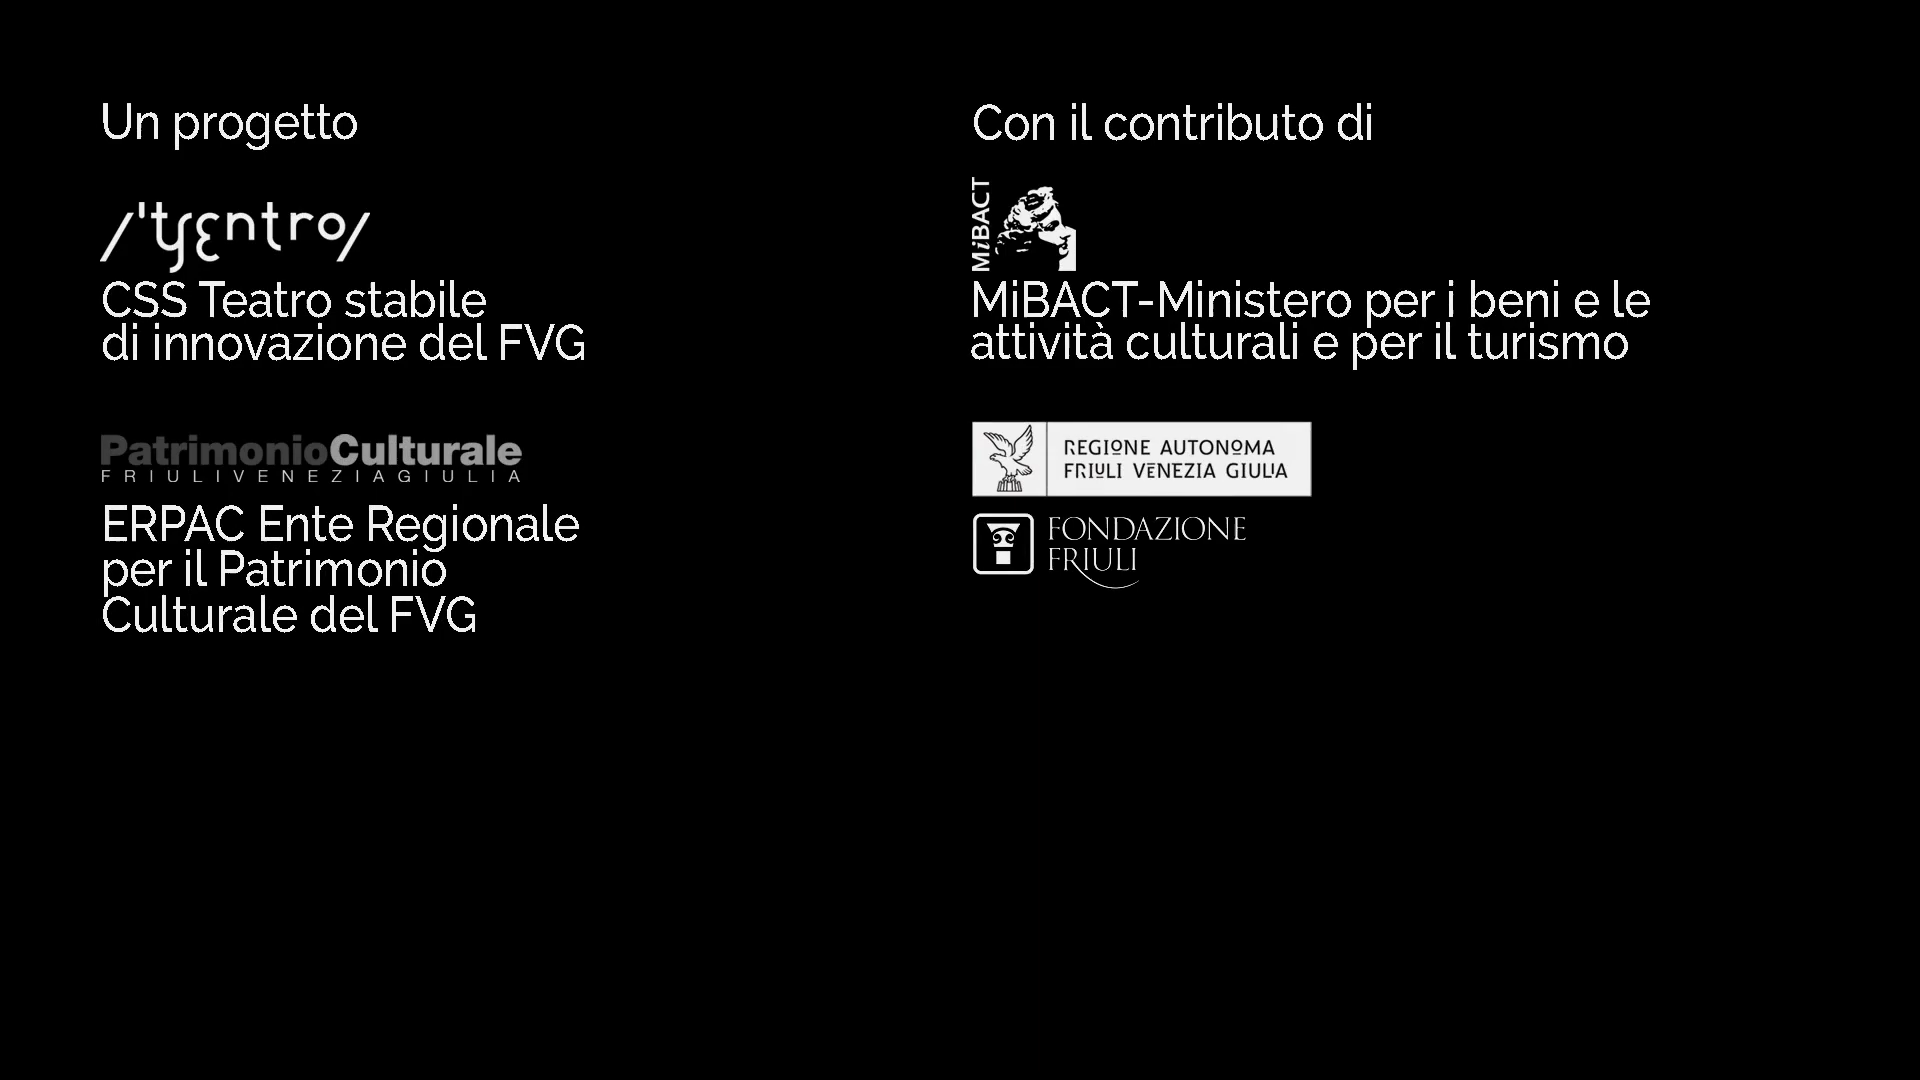 Un progetto
CSS Teatro stabile
di innovazione del FVG
PatrimonioCulturale
FRIULIVENEZIAGIULIA
ERPAC Ente Regionale
per il Patrimonio
Culturale del FVG
Con il contributo di
MiBACT
MiBACT-Ministero per i beni e le
attività culturali e per il turismo
REGIONE AUTONOMA
FRIULI VENEZIA GIULIA
FONDAZIONE
FRIULI